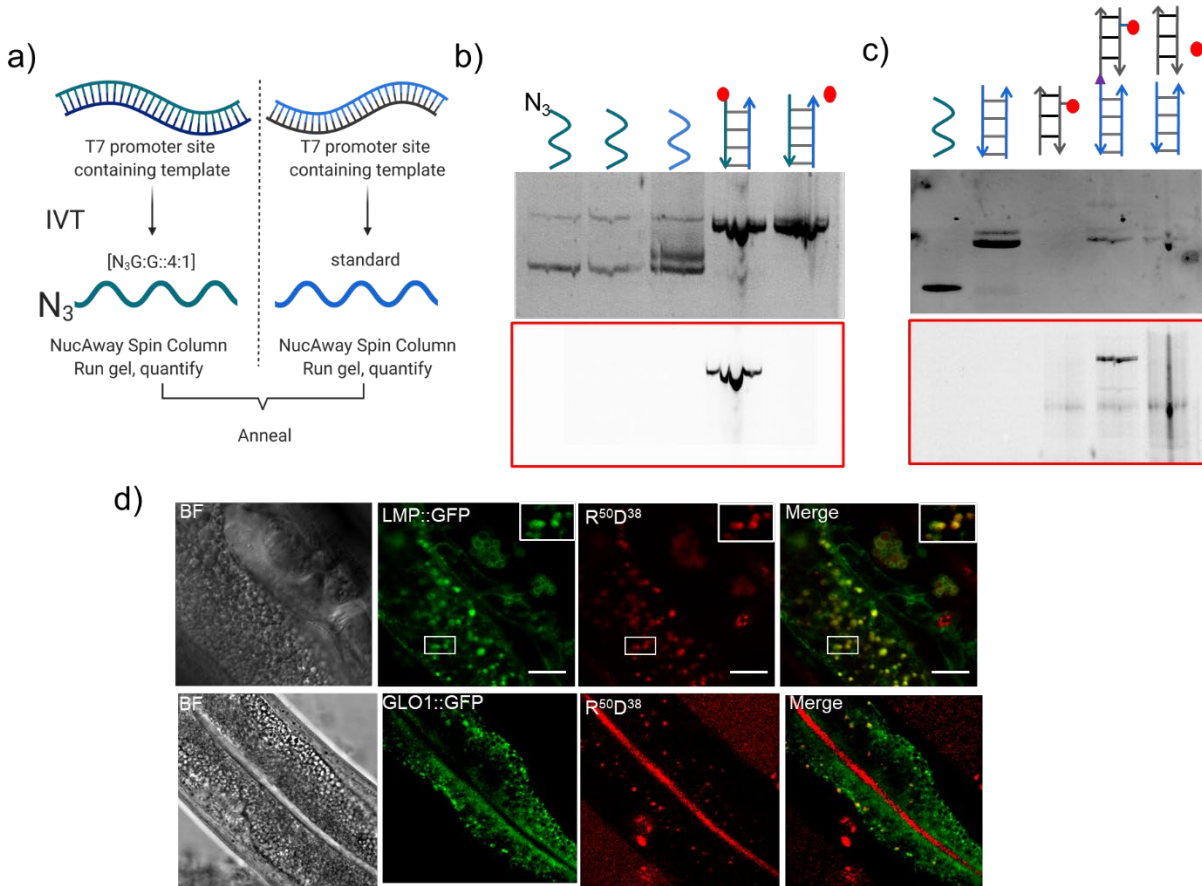 a)
T7 promoter site
containing template
T7 promoter site
containing template
IVT
[N₃G:G::4:1]
standard
N₃
NucAway Spin Column
Run gel, quantify
NucAway Spin Column
Run gel, quantify
Anneal
b)
N₃
c)
d)
BF
LMP::GFP
R⁵⁰D³⁸
Merge
BF
GLO1::GFP
R⁵⁰D³⁸
Merge